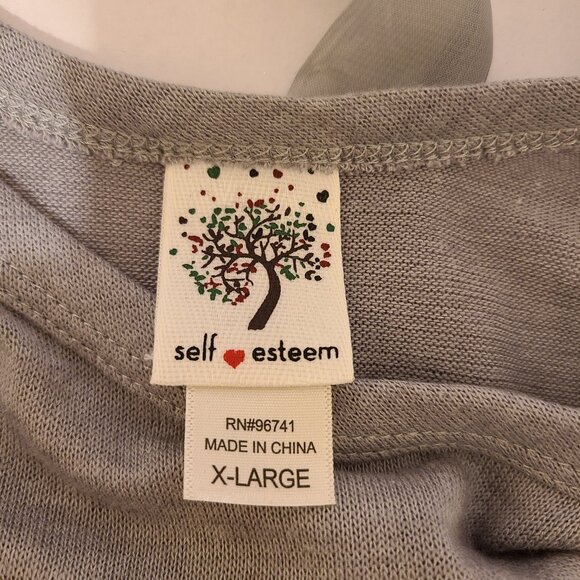 self esteem
RN#96741
MADE IN CHINA
X-LARGE